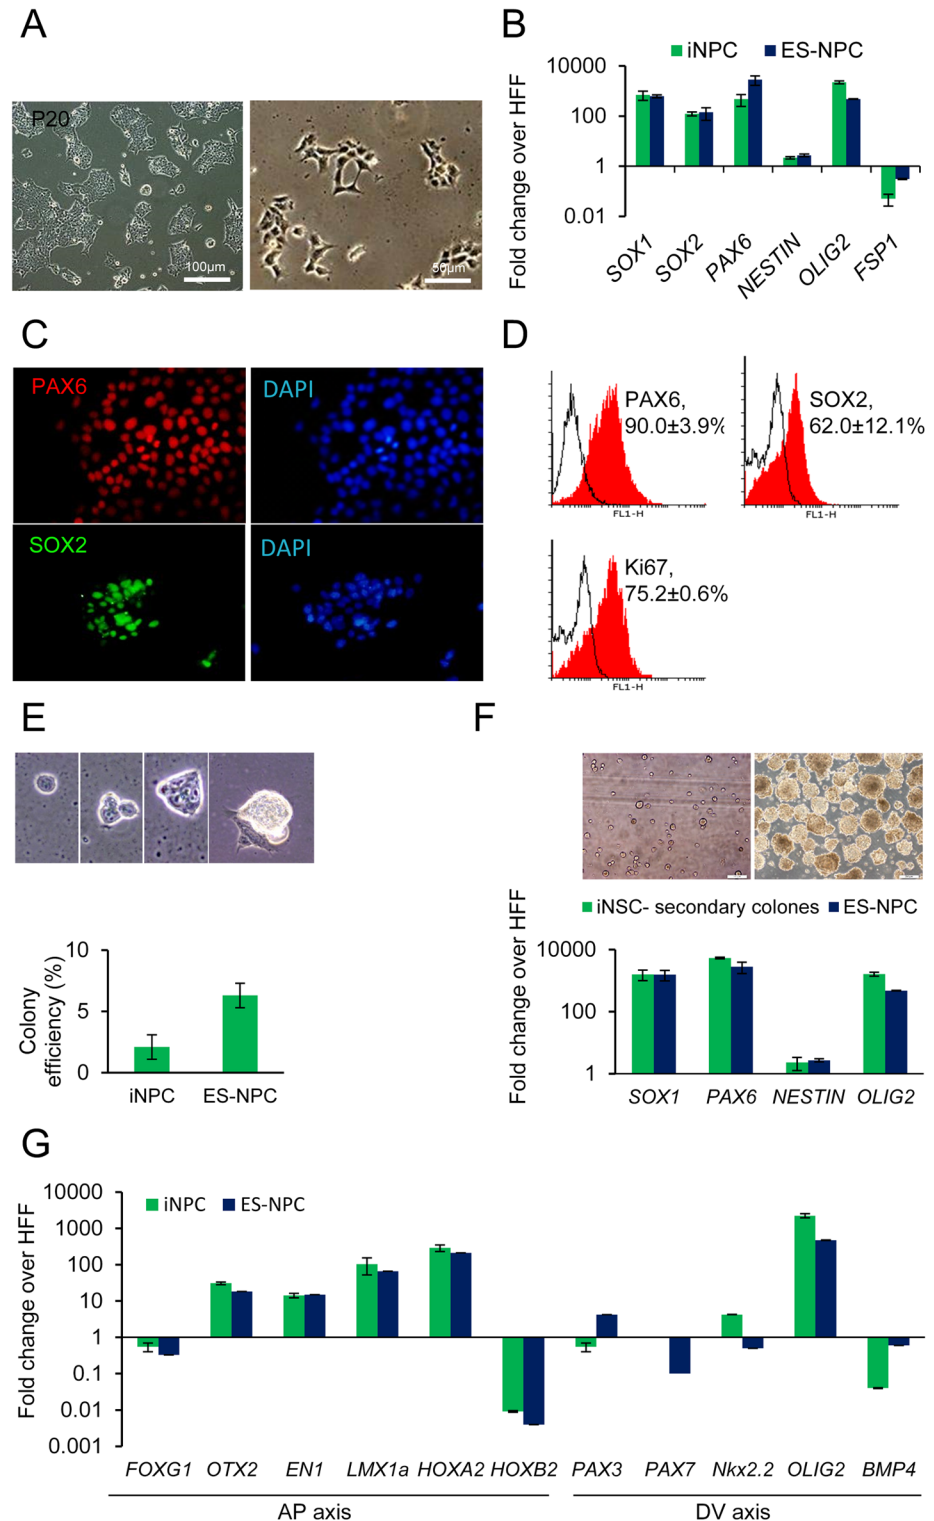 A
P20
100µm
50µm
B
iNPC ES-NPC
Fold change over HFF
10000
100
1
0.01
SOX1 SOX2 PAX6 NESTIN OLIG2 FSP1
C
PAX6
DAPI
SOX2
DAPI
D
PAX6,
90.0±3.9%
FL1-H
SOX2,
62.0±12.1%
FL1-H
Ki67,
75.2±0.6%
FL1-H
E
Colony
efficiency (%)
10
5
0
iNPC ES-NPC
F
iNSC- secondary colones ES-NPC
Fold change over HFF
10000
100
1
SOX1 PAX6 NESTIN OLIG2
G
iNPC ES-NPC
Fold change over HFF
10000
1000
100
10
1
0.1
0.01
0.001
FOXG1 OTX2 EN1 LMX1a HOXA2 HOXB2 PAX3 PAX7 Nkx2.2 OLIG2 BMP4
AP axis DV axis